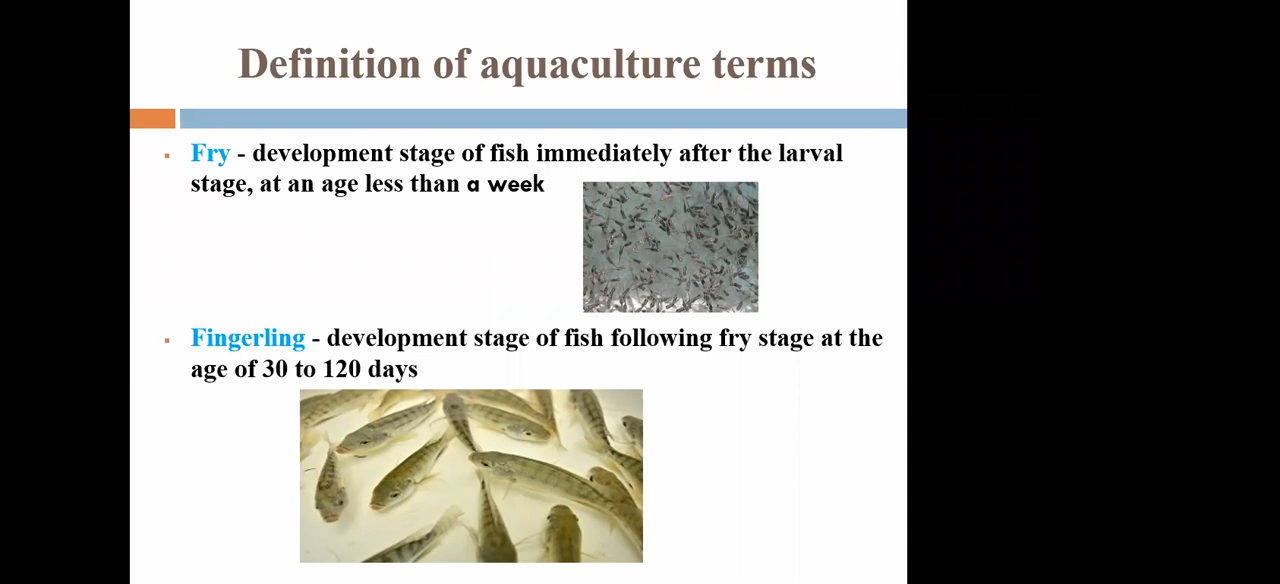 Definition of aquaculture terms
Fry - development stage of fish immediately after the larval
stage, at an age less than a week
Fingerling - development stage of fish following fry stage at the
age of 30 to 120 days